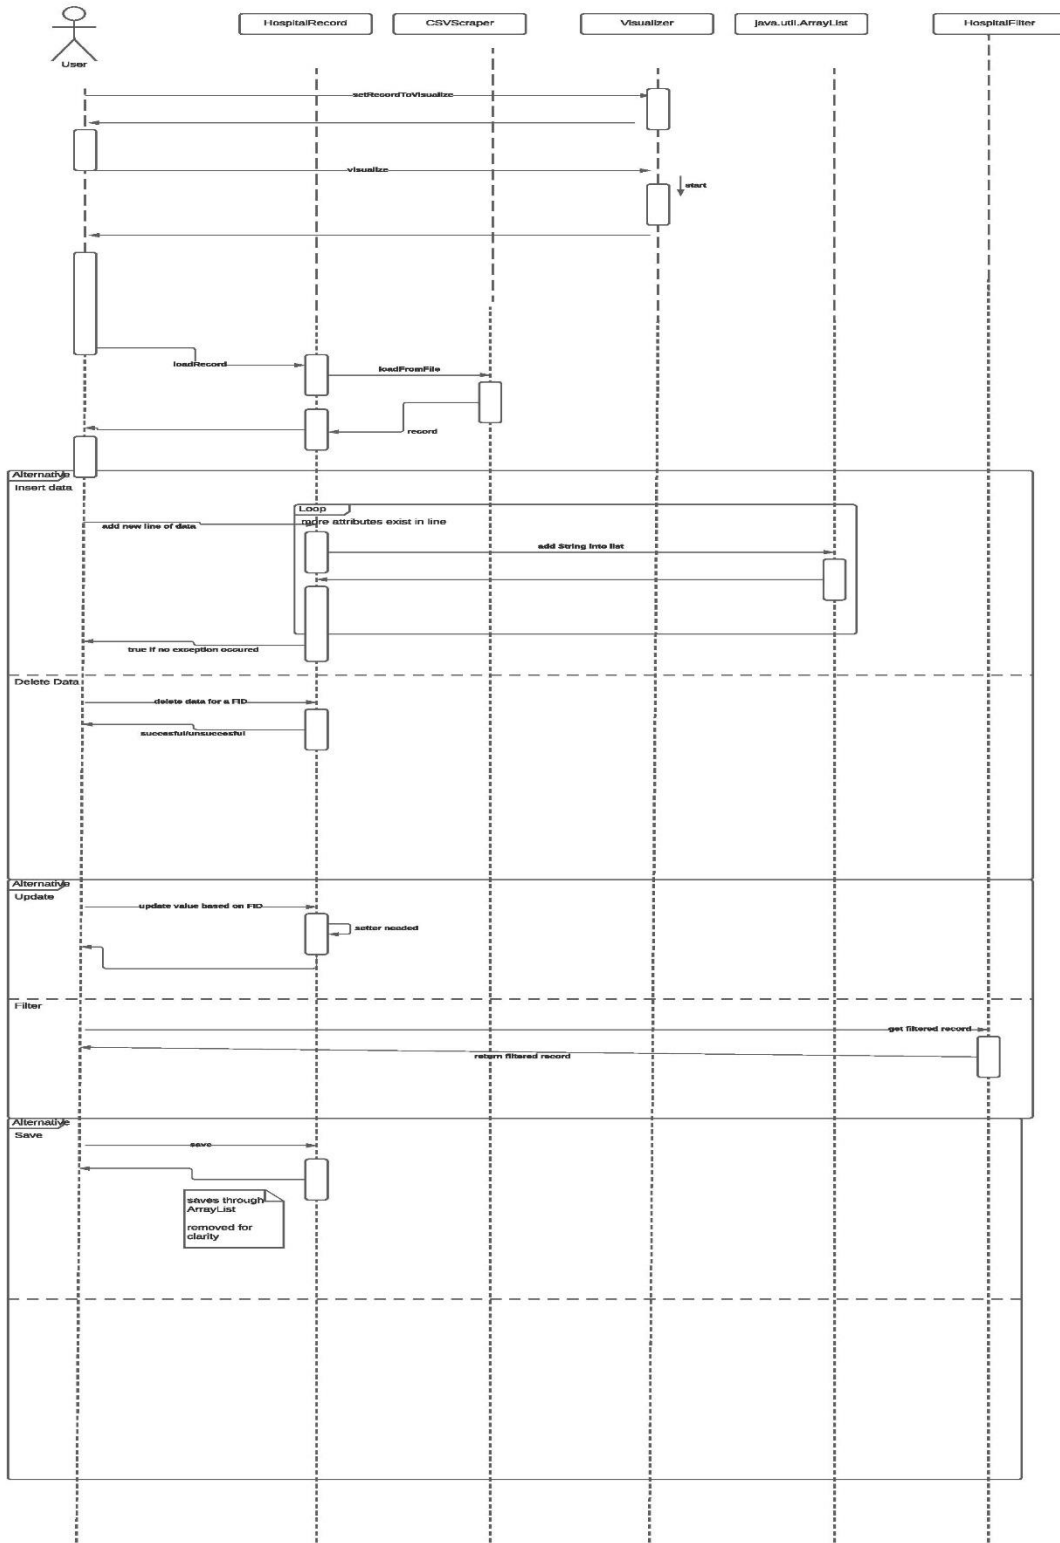 HospitalRecord
CSVScraper
Visualizer
java.util.ArrayList
HospitalFilter
User
setRecordToVisualize
visualize
start
loadRecord
loadFromFile
record
Alternative
Insert data
Loop
more attributes exist in line
add new line of data
add String into list
true if no exception occured
Delete Data
delete data for a FID
succesful/unsuccesful
Alternative
Update
update value based on FID
setter needed
Filter
get filtered record
return filtered record
Alternative
Save
save
saves through
ArrayList
removed for
clarity